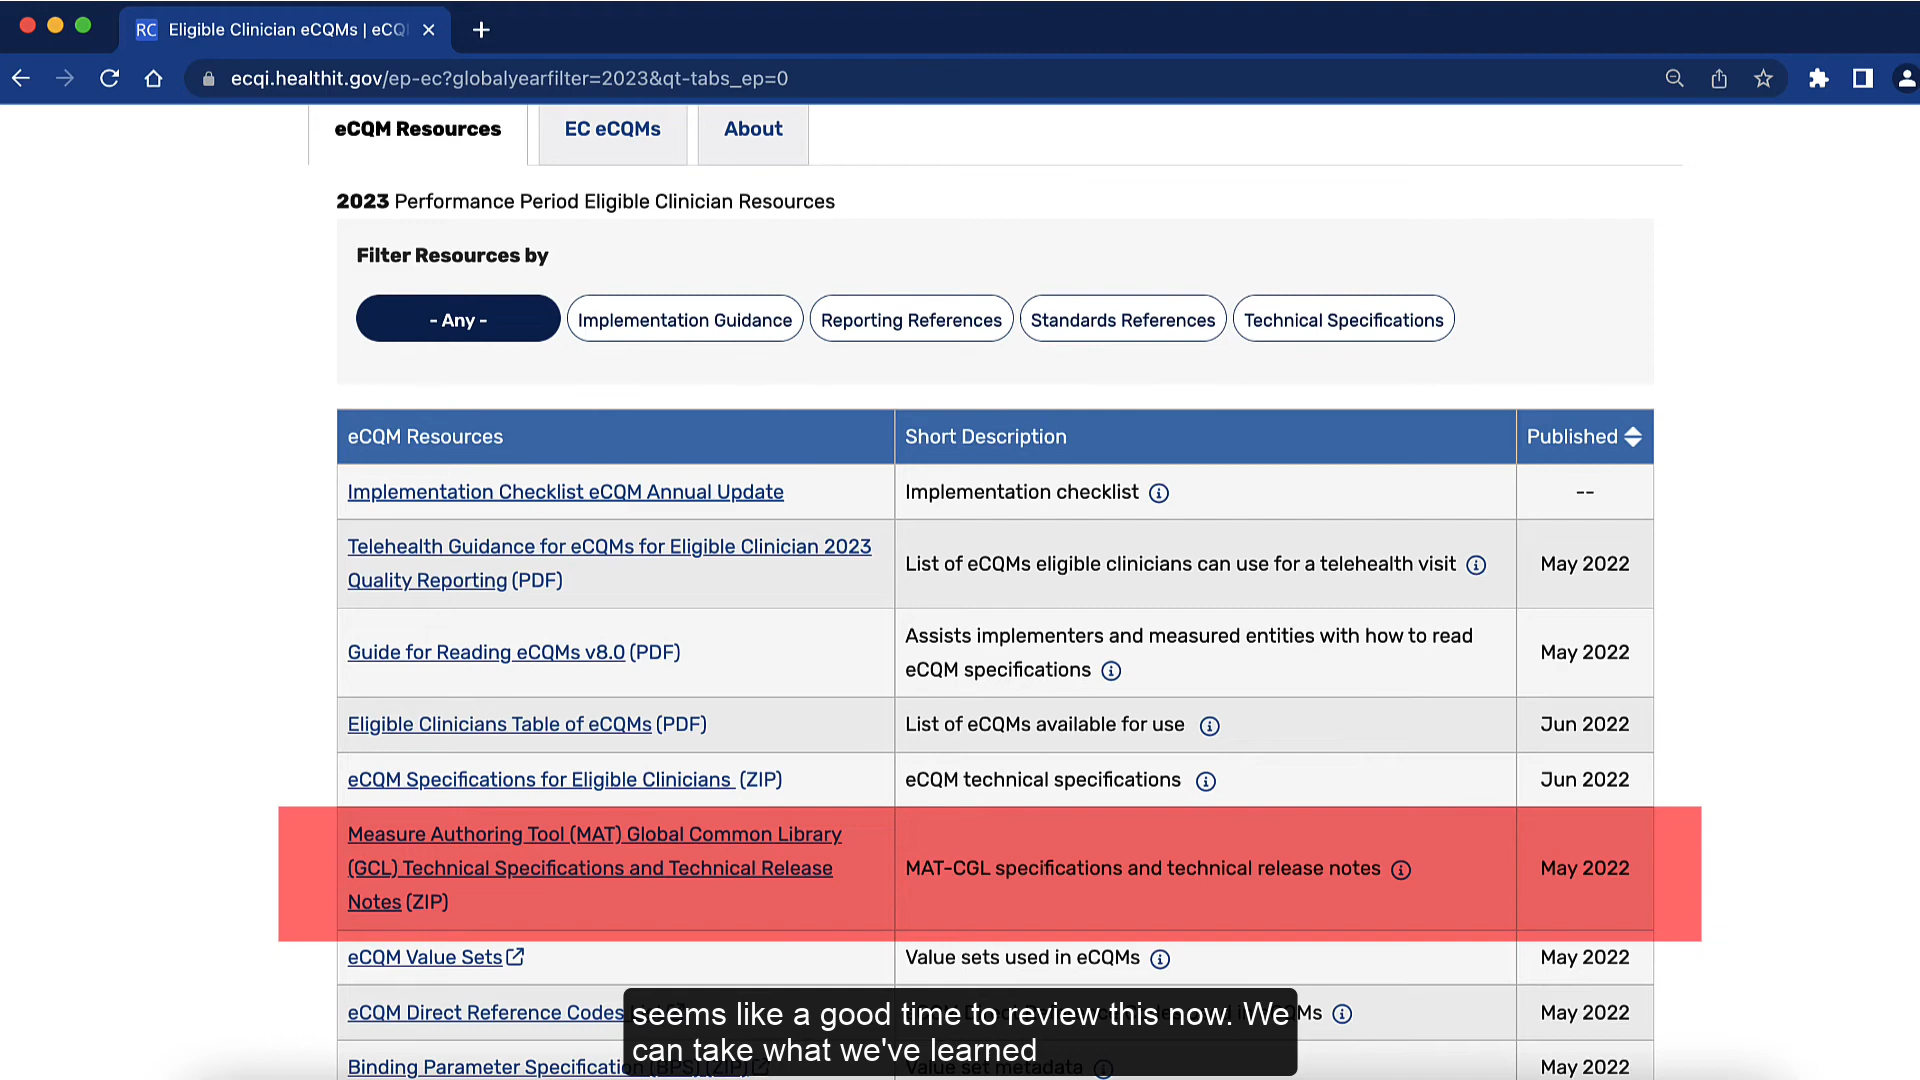 RC Eligible Clinician eCQMs | eCQI
ecqi.healthit.gov/ep-ec?globalyearfilter=2023&qt-tabs_ep=0
eCQM Resources EC eCQMs About
2023 Performance Period Eligible Clinician Resources
Filter Resources by
- Any - Implementation Guidance Reporting References Standards References Technical Specifications
eCQM Resources Short Description Published
Implementation Checklist eCQM Annual Update Implementation checklist --
Telehealth Guidance for eCQMs for Eligible Clinician 2023
Quality Reporting (PDF)
List of eCQMs eligible clinicians can use for a telehealth visit May 2022
Guide for Reading eCQMs v8.0 (PDF)
Assists implementers and measured entities with how to read
eCQM specifications
May 2022
Eligible Clinicians Table of eCQMs (PDF) List of eCQMs available for use Jun 2022
eCQM Specifications for Eligible Clinicians (ZIP) eCQM technical specifications Jun 2022
Measure Authoring Tool (MAT) Global Common Library
(GCL) Technical Specifications and Technical Release
Notes (ZIP)
MAT-CGL specifications and technical release notes May 2022
eCQM Value Sets Value sets used in eCQMs May 2022
eCQM Direct Reference Codes Ms May 2022
Binding Parameter Specification (BPS) (ZIP) Value set metadata May 2022
seems like a good time to review this now. We
can take what we've learned